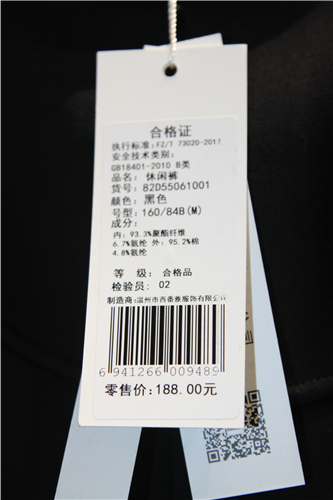 合格证
执行标准:FZ/T 73020-2012
安全技术类别:
GB18401-2010 B类
品名: 休闲裤
货号: 82D55061001
颜色: 黑色
号型: 160/84B(M)
成分:
内: 93.3%聚酯纤维
6.7%氨纶 外: 95.2%棉
4.8%氨纶
等 级: 合格品
检验员: 02
制造商:温州市西番雅服饰有限公司
6 941266 009489
零售价:188.00元